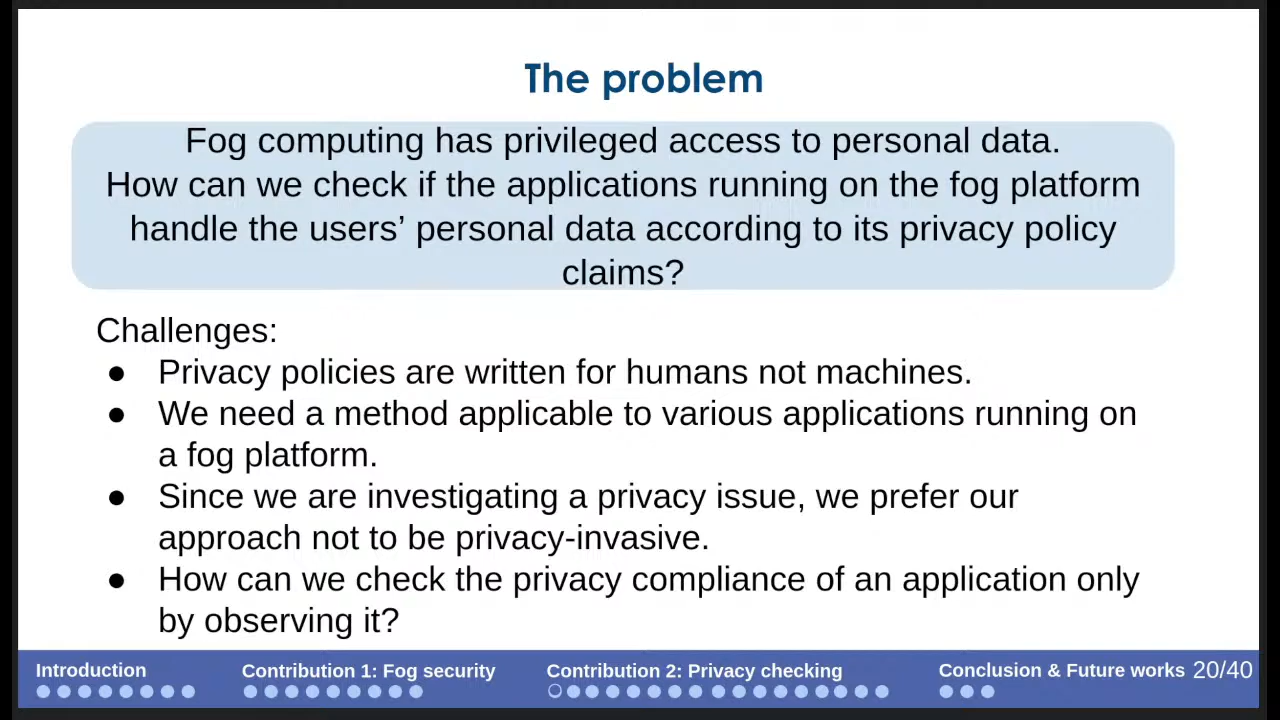 The problem
Fog computing has privileged access to personal data.
How can we check if the applications running on the fog platform
handle the users’ personal data according to its privacy policy
claims?
Challenges:
● Privacy policies are written for humans not machines.
● We need a method applicable to various applications running on
a fog platform.
● Since we are investigating a privacy issue, we prefer our
approach not to be privacy-invasive.
● How can we check the privacy compliance of an application only
by observing it?
Introduction
Contribution 1: Fog security
Contribution 2: Privacy checking
Conclusion & Future works
20/40